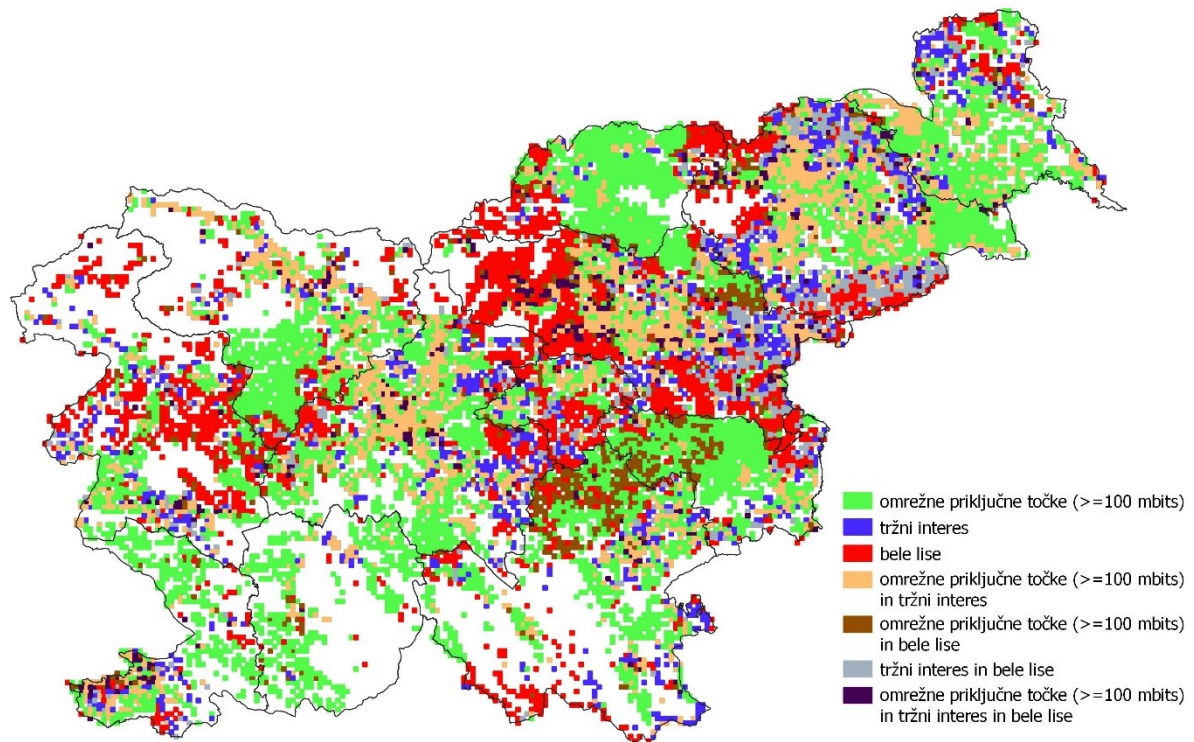 omrežne priključne točke (>=100 mbits)
tržni interes
bele lise
omrežne priključne točke (>=100 mbits)
in tržni interes
omrežne priključne točke (>=100 mbits)
in bele lise
tržni interes in bele lise
omrežne priključne točke (>=100 mbits)
in tržni interes in bele lise